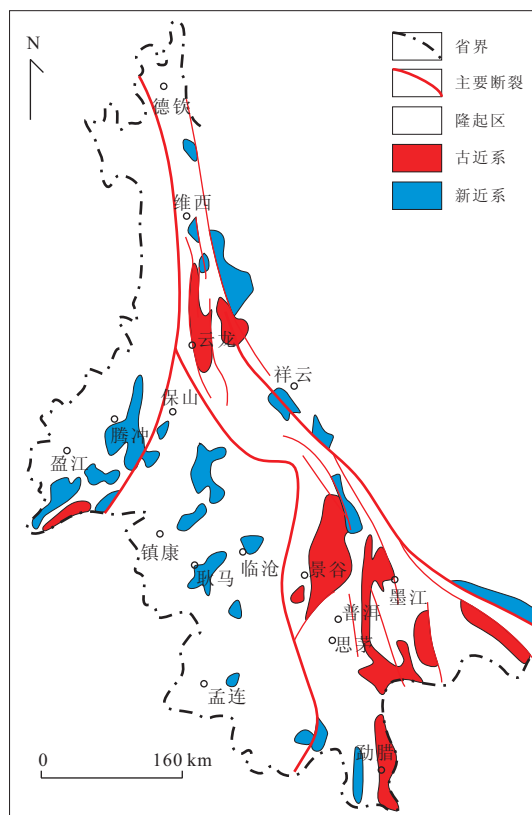 N
省界
主要断裂
隆起区
古近系
新近系
德钦
维西
云龙
祥云
保山
腾冲
盈江
镇康
耿马
临沧
景谷
墨江
普洱
思茅
孟连
勐腊
0 160 km